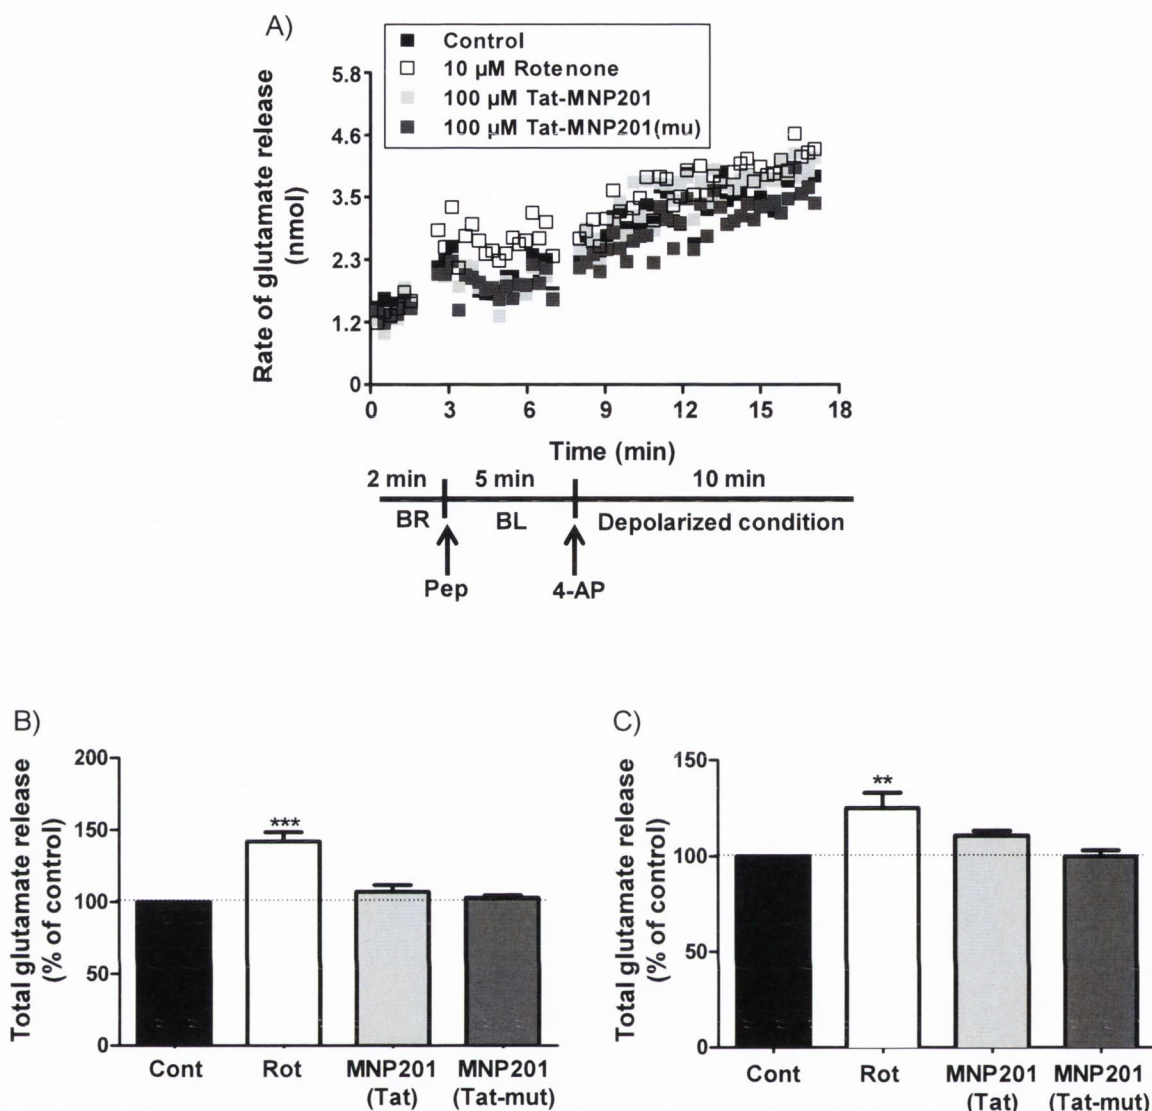 A)
Control
10 µM Rotenone
100 µM Tat-MNP201
100 µM Tat-MNP201(mu)
Rate of glutamate release
(nmol)
5.8
4.6
3.5
2.3
1.2
0
0 3 6 9 12 15 18
Time (min)
2 min 5 min 10 min
BR BL Depolarized condition
Pep 4-AP
B)
Total glutamate release
(% of control)
200
150
100
50
0
***
Cont Rot MNP201 MNP201
(Tat) (Tat-mut)
C)
Total glutamate release
(% of control)
150
100
50
0
**
Cont Rot MNP201 MNP201
(Tat) (Tat-mut)